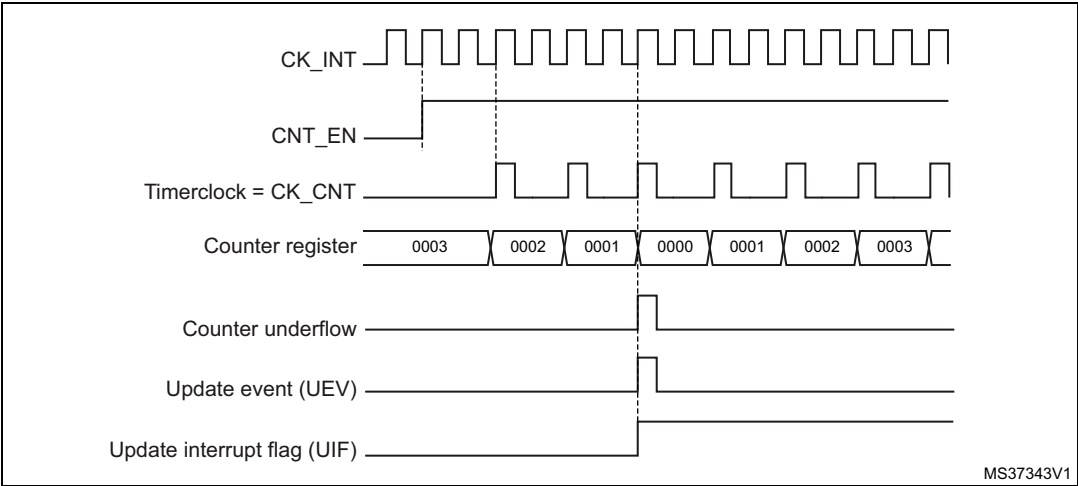 CK_INT
CNT_EN
Timerclock = CK_CNT
Counter register 0003 0002 0001 0000 0001 0002 0003
Counter underflow
Update event (UEV)
Update interrupt flag (UIF)
MS37343V1